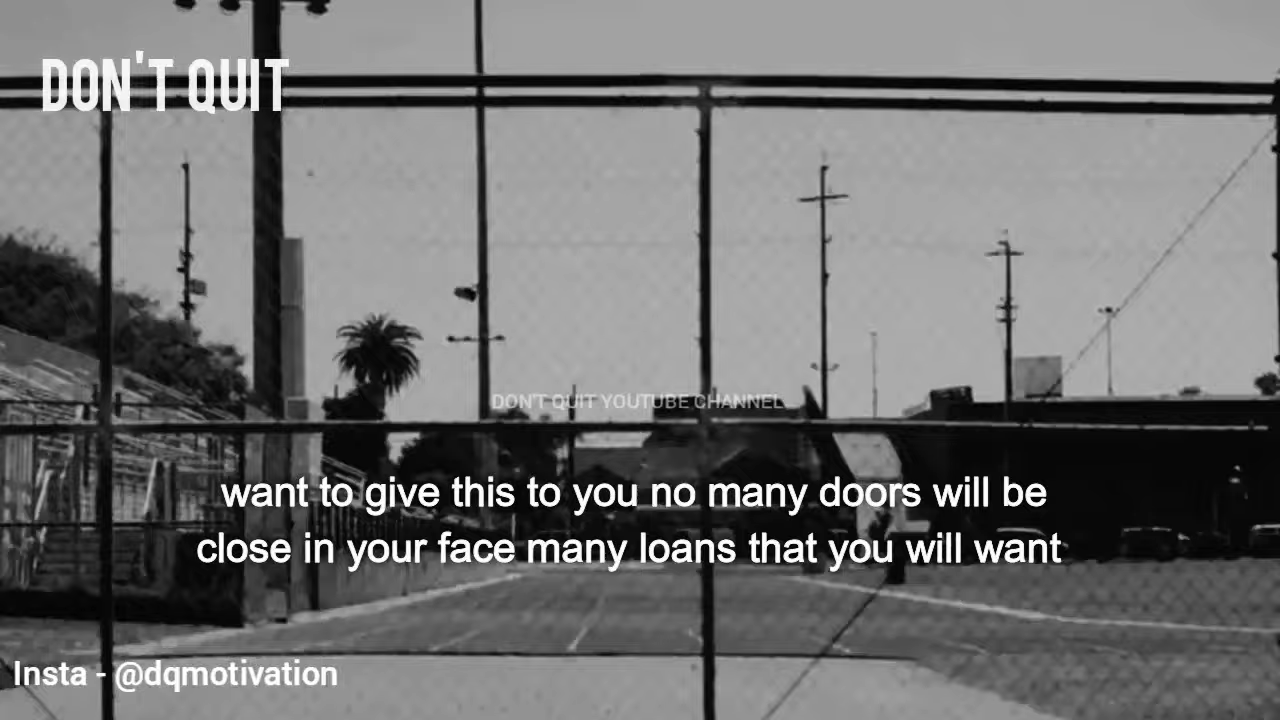 DON'T QUIT
DON'T QUIT YOUTUBE CHANNEL
want to give this to you no many doors will be
close in your face many loans that you will want
Insta - @dqmotivation